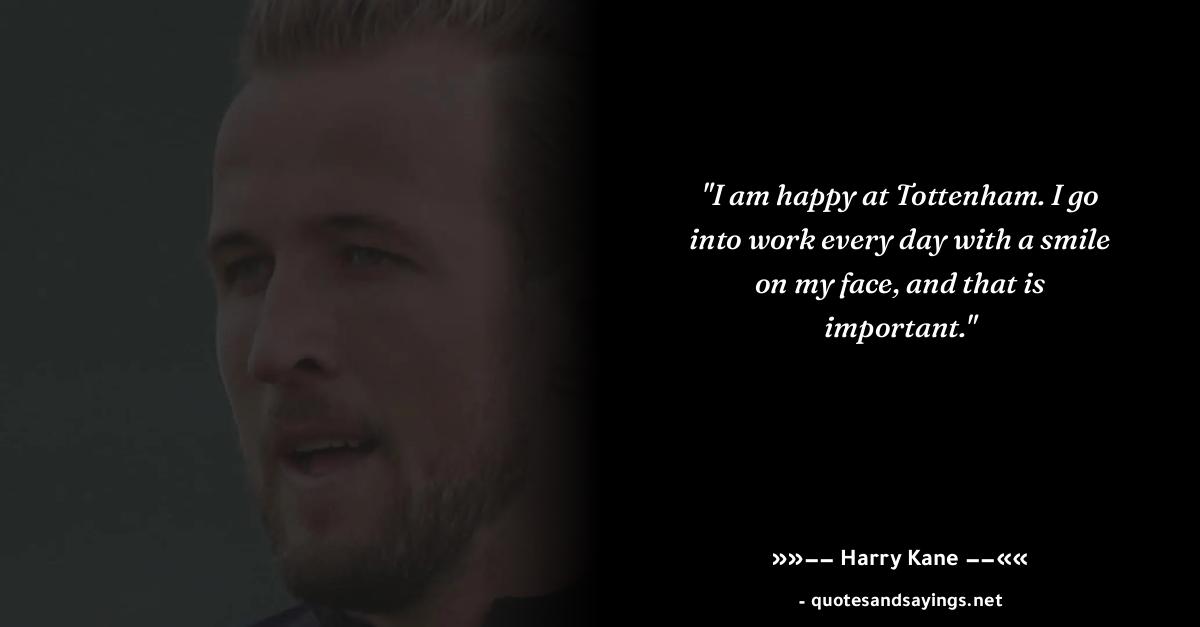 "I am happy at Tottenham. I go
into work every day with a smile
on my face, and that is
important."
»»−− Harry Kane −−««
- quotesandsayings.net